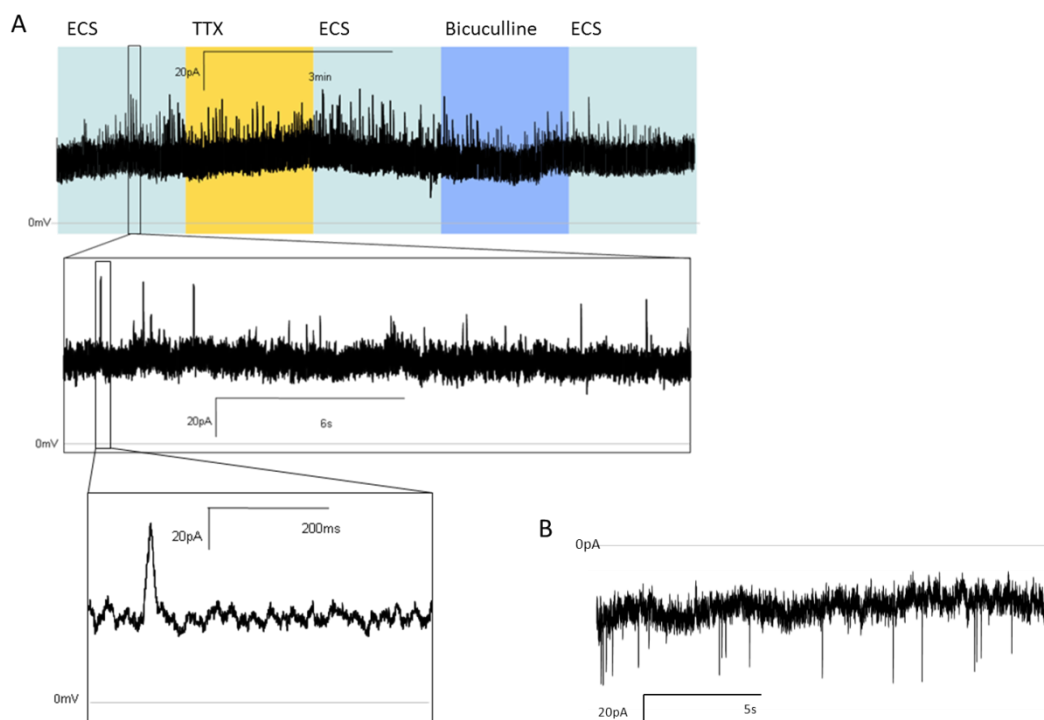 A
ECS TTX ECS Bicuculline ECS
20pA
3min
0mV
20pA
6s
0mV
20pA
200ms
0mV
B
0pA
20pA
5s